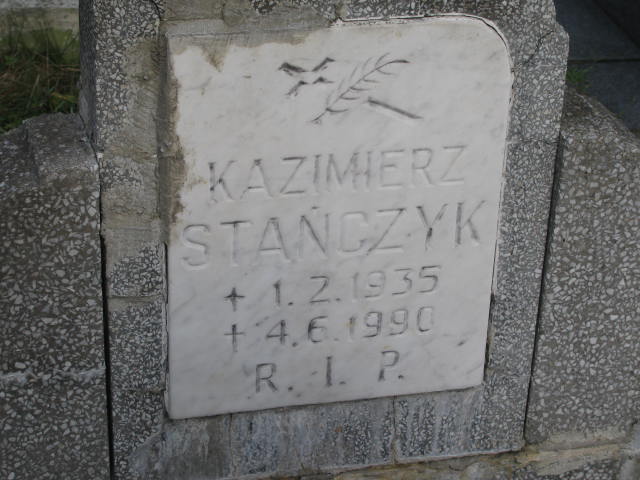 KAZIMIERZ
STAŃCZYK
+ 1.2.1935
+ 4.6.1990
R. I. P.